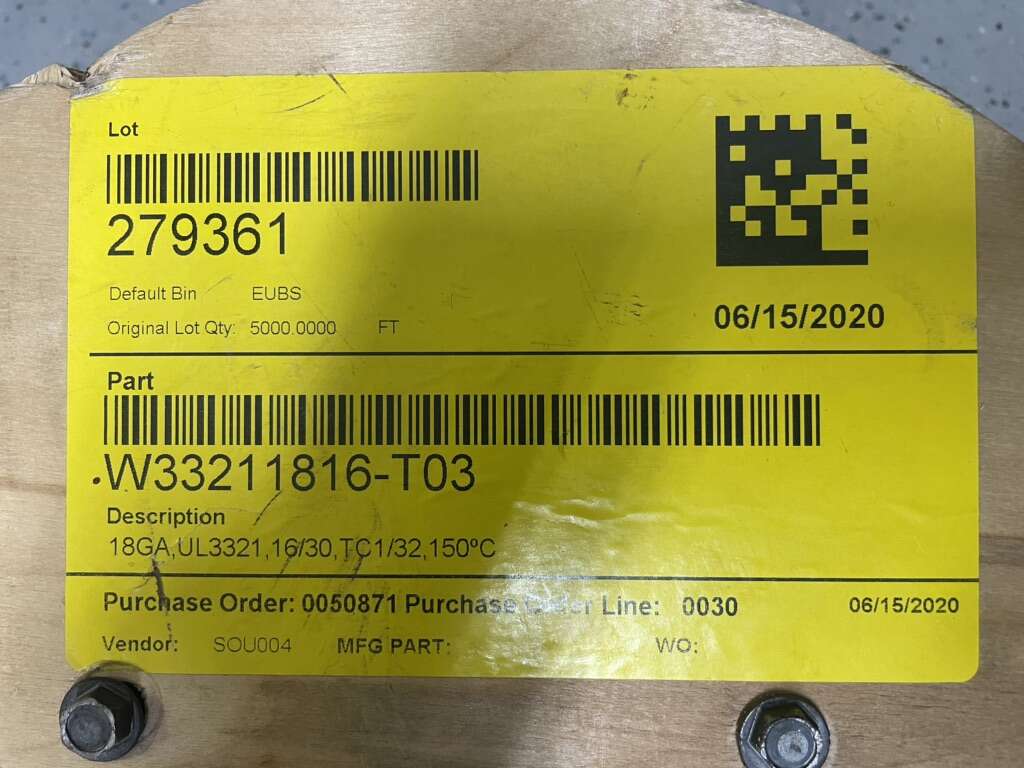 Lot
279361
Default Bin EUBS
Original Lot Qty: 5000.0000 FT
06/15/2020
Part
W33211816-T03
Description
18GA,UL3321,16/30,TC1/32,150ºC
Purchase Order: 0050871 Purchase Order Line: 0030 06/15/2020
Vendor: SOU004 MFG PART: WO: